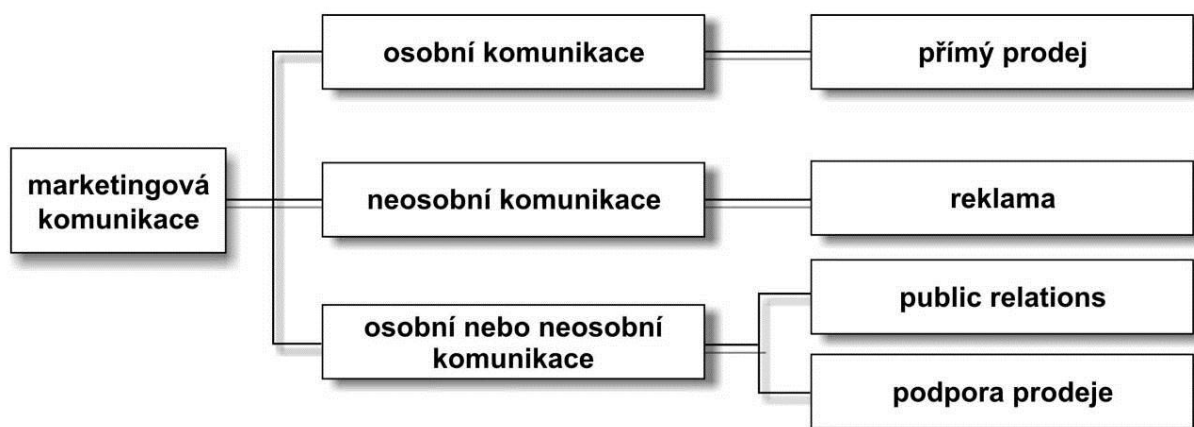 osobní komunikace
přímý prodej
marketingová
komunikace
neosobní komunikace
reklama
osobní nebo neosobní
komunikace
public relations
podpora prodeje